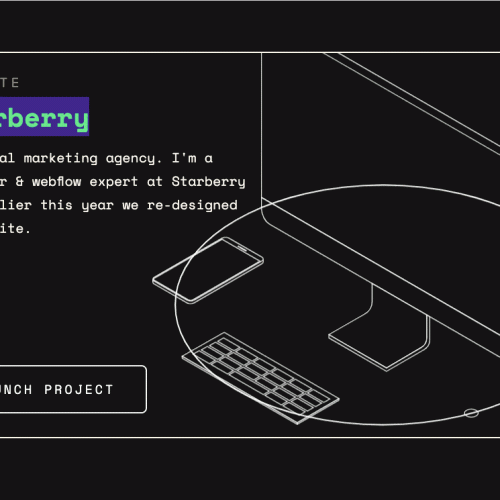 TE
rberry
al marketing agency. I'm a
r & webflow expert at Starberry
lier this year we re-designed
ite.
UNCH PROJECT